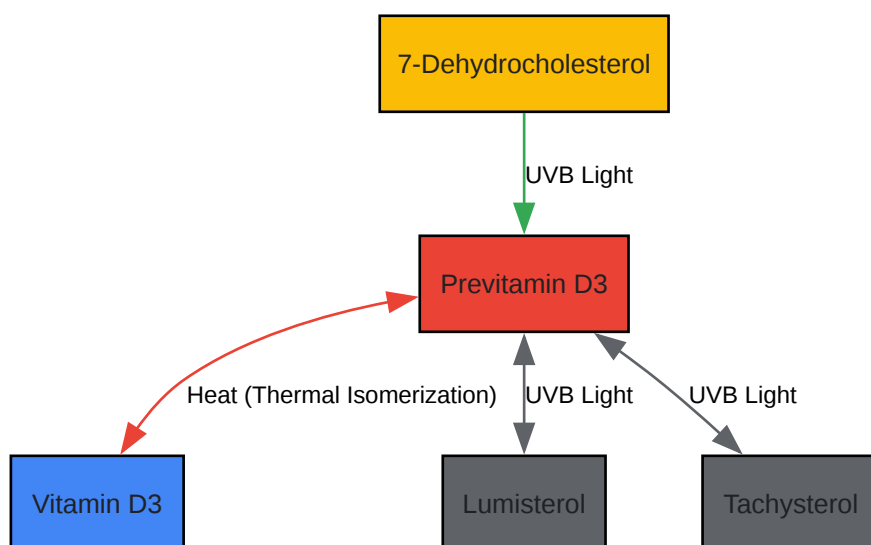 7-Dehydrocholesterol
UVB Light
Previtamin D3
Heat (Thermal Isomerization)
UVB Light
UVB Light
Vitamin D3
Lumisterol
Tachysterol